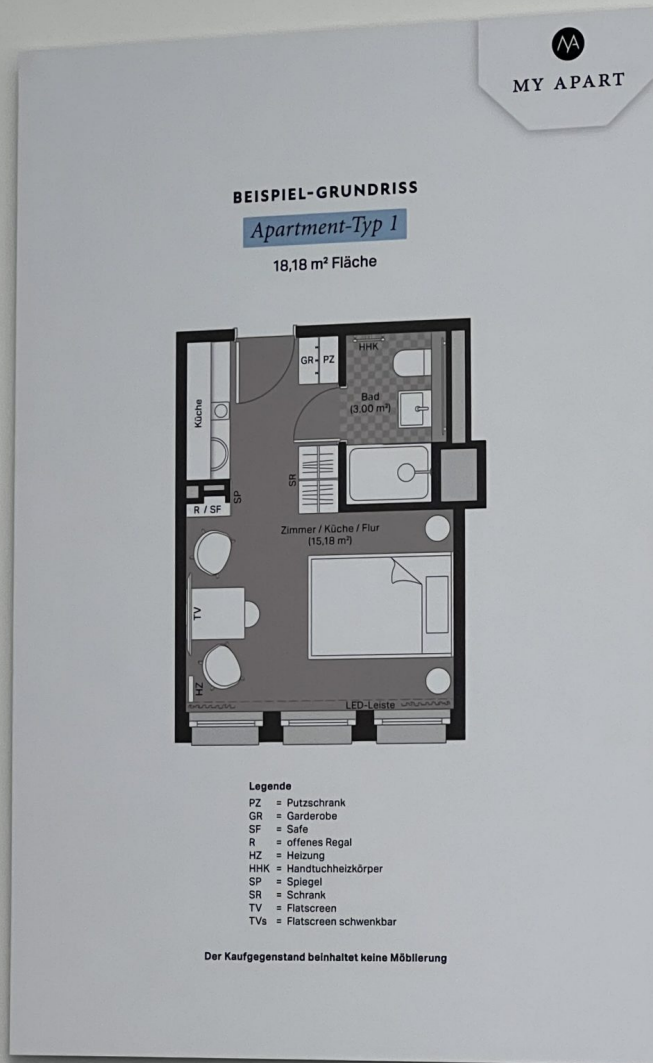 MY APART
BEISPIEL-GRUNDRISS
Apartment-Typ 1
18,18 m² Fläche
HHK
GR
PZ
Küche
Bad
(3.00 m²)
SR
SP
R / SF
Zimmer / Küche / Flur
(15,18 m²)
TV
HZ
LED-Leiste
Legende
PZ = Putzschrank
GR = Garderobe
SF = Safe
R = offenes Regal
HZ = Heizung
HHK = Handtuchheizkörper
SP = Spiegel
SR = Schrank
TV = Flatscreen
TVs = Flatscreen schwenkbar
Der Kaufgegenstand beinhaltet keine Möblierung